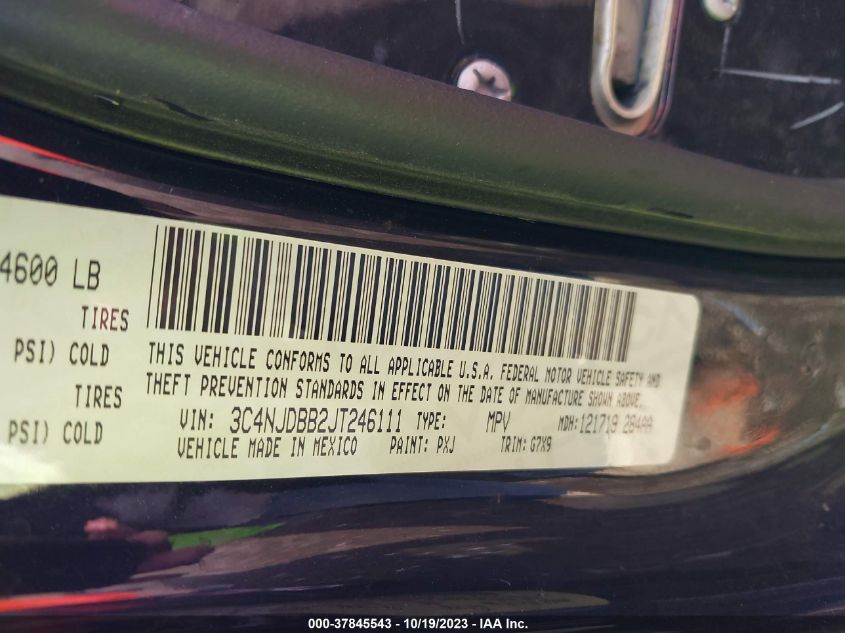 4600 LB
TIRES
PSI) COLD
TIRES
PSI) COLD
THIS VEHICLE CONFORMS TO ALL APPLICABLE U.S.A. FEDERAL MOTOR VEHICLE SAFETY AND
THEFT PREVENTION STANDARDS IN EFFECT ON THE DATE OF MANUFACTURE SHOWN ABOVE.
VIN: 3C4NJDBB2JT246111 TYPE: MPV MDH: 121719 284AA
VEHICLE MADE IN MEXICO PAINT: PXJ TRIM: G7X9
000-37845543 - 10/19/2023 - IAA Inc.